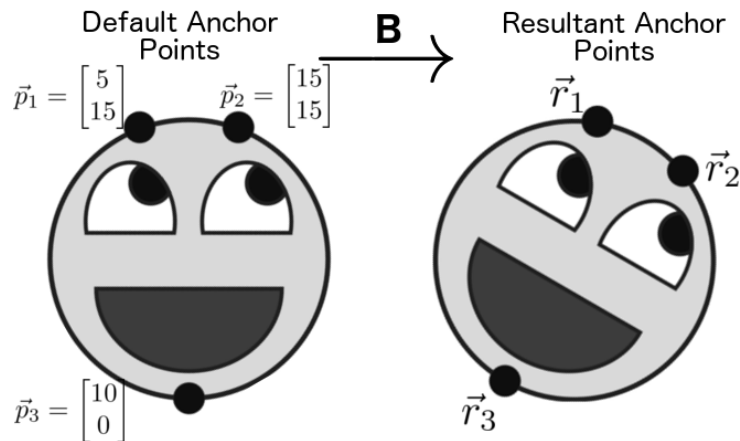 Default Anchor
Points
B
Resultant Anchor
Points
p⃗₁ = [5 15]
p⃗₂ = [15 15]
r⃗₁
r⃗₂
p⃗₃ = [10 0]
r⃗₃